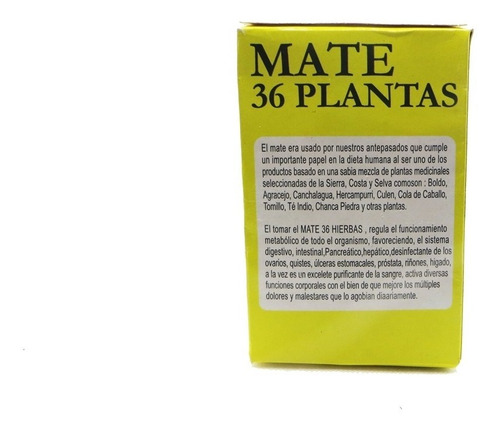 MATE
36 PLANTAS
El mate era usado por nuestros antepasados que cumple
un importante papel en la dieta humana al ser uno de los
productos basado en una sabia mezcla de plantas medicinales
seleccionadas de la Sierra, Costa y Selva comoson : Boldo,
Agracejo, Canchalagua, Hercampurri, Culen, Cola de Caballo,
Tomillo, Té Indio, Chanca Piedra y otras plantas.
El tomar el MATE 36 HIERBAS , regula el funcionamiento
metabólico de todo el organismo, favoreciendo, el sistema
digestivo, intestinal,Pancreático,hepático,desinfectante de los
ovarios, quistes, úlceras estomacales, próstata, riñones, higado,
a la vez es un excelete purificante de la sangre, activa diversas
funciones corporales con el bien de que mejore los múltiples
dolores y malestares que lo agobian diaariamente.